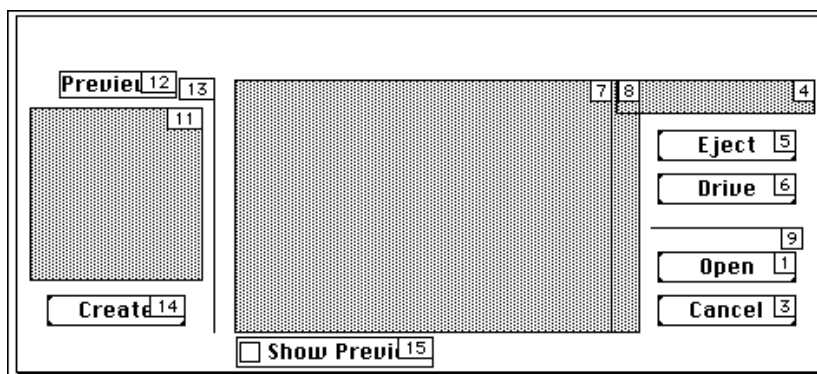 Previe 12 13
7 8 4
11
Eject 5
Drive 6
9
Open 1
Create 14
Cancel 3
Show Previ 15